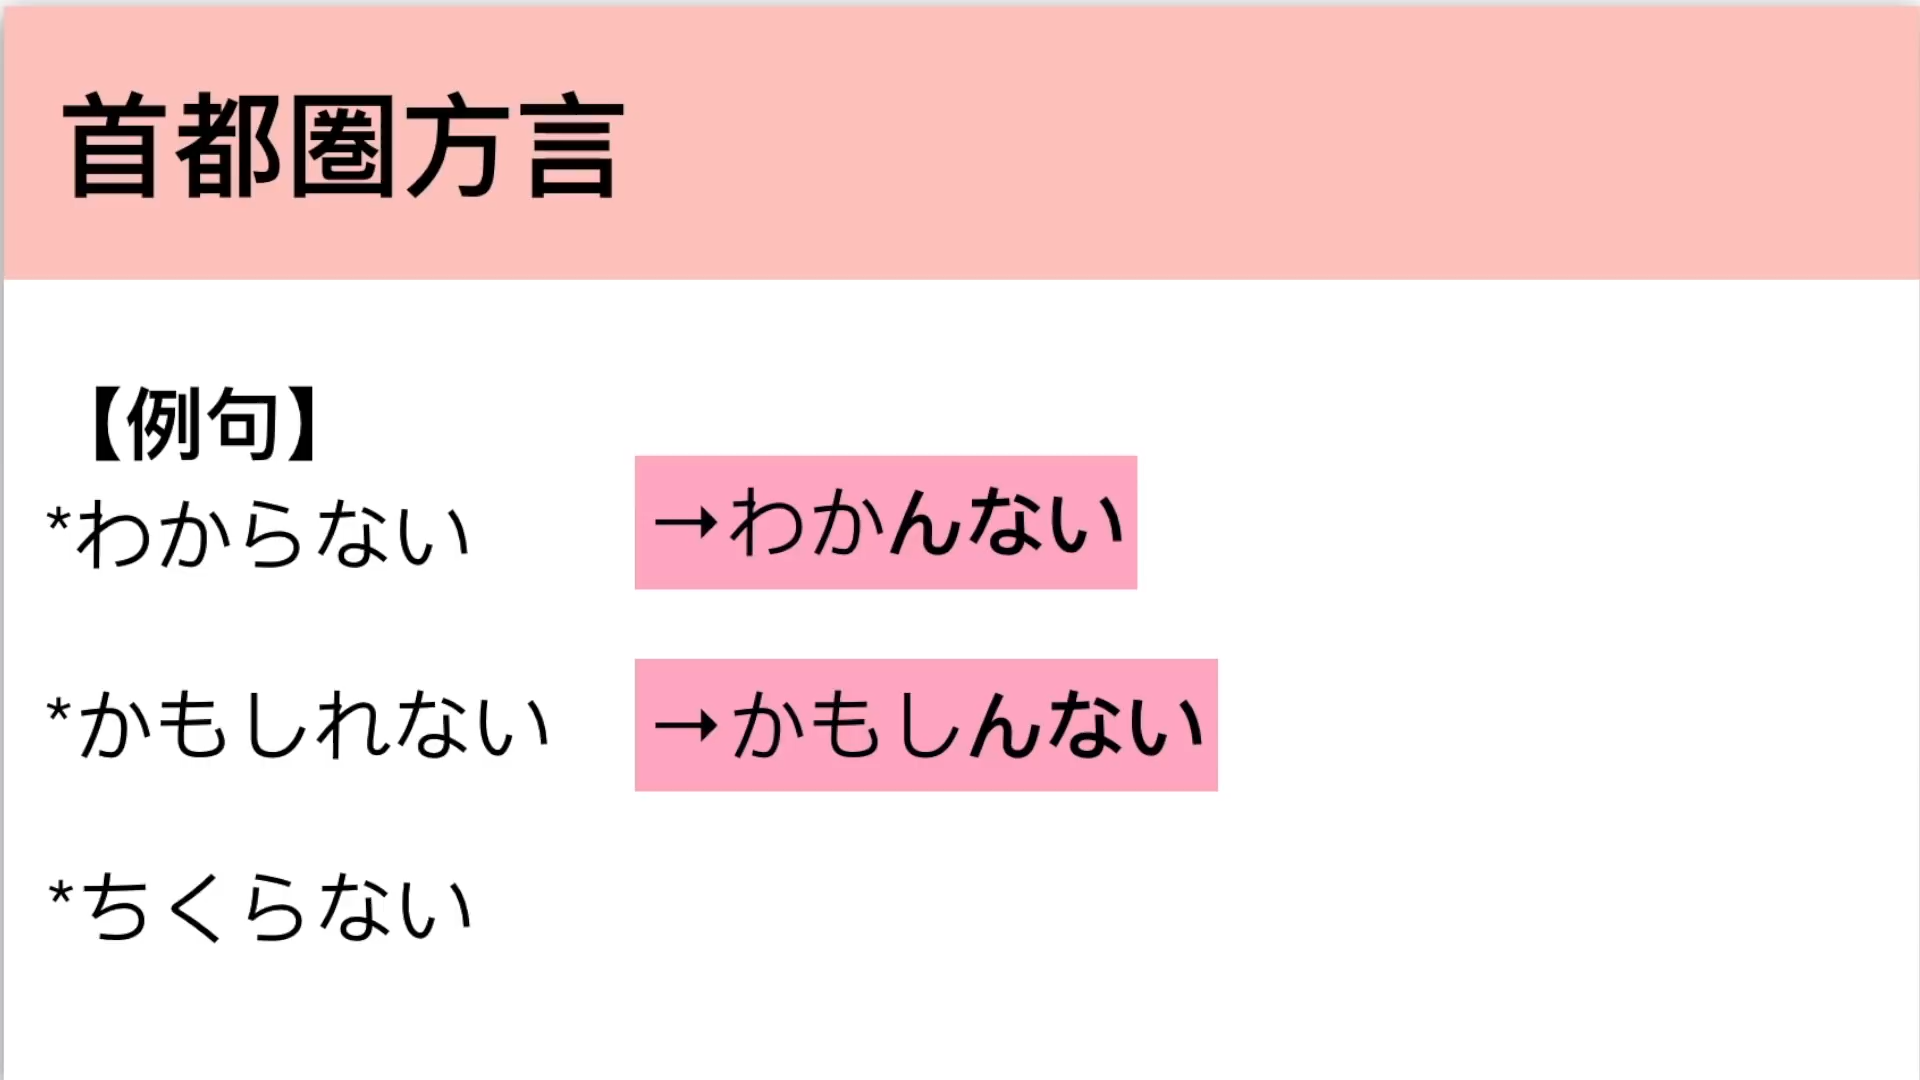 首都圏方言
【例句】
*わからない →わかんない
*かもしれない →かもしんない
*ちくらない